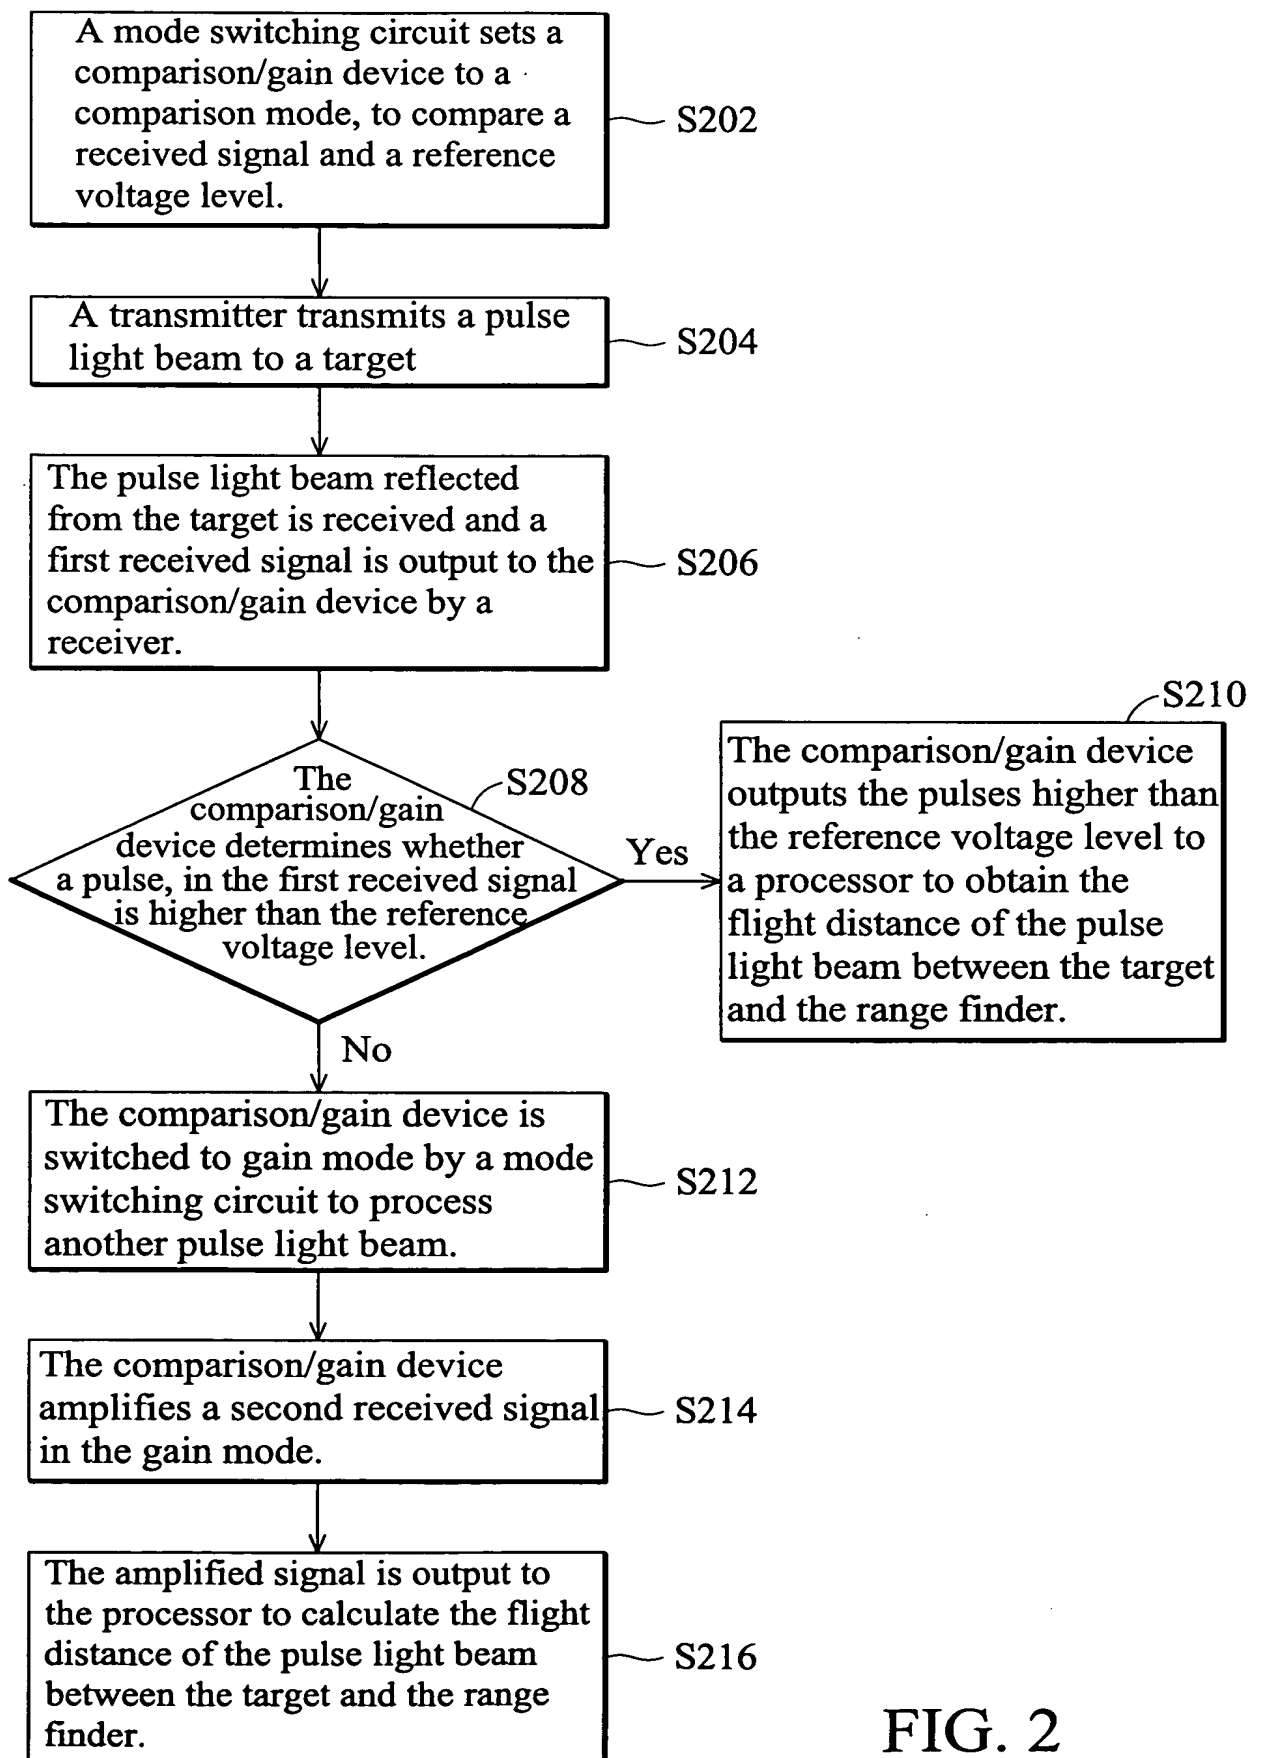 A mode switching circuit sets a
comparison/gain device to a
comparison mode, to compare a
received signal and a reference
voltage level.
S202
A transmitter transmits a pulse
light beam to a target
S204
The pulse light beam reflected
from the target is received and a
first received signal is output to the
comparison/gain device by a
receiver.
S206
The
comparison/gain
device determines whether
a pulse, in the first received signal
is higher than the reference
voltage level.
S208
Yes
S210
The comparison/gain device
outputs the pulses higher than
the reference voltage level to
a processor to obtain the
flight distance of the pulse
light beam between the target
and the range finder.
No
The comparison/gain device is
switched to gain mode by a mode
switching circuit to process
another pulse light beam.
S212
The comparison/gain device
amplifies a second received signal
in the gain mode.
S214
The amplified signal is output to
the processor to calculate the flight
distance of the pulse light beam
between the target and the range
finder.
S216
FIG. 2